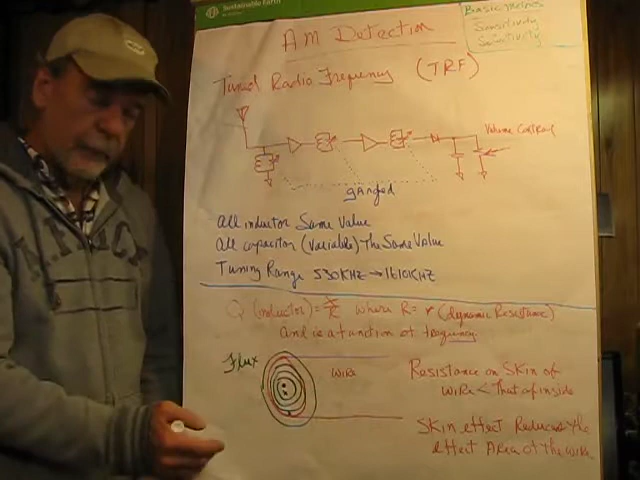 Sustainable Earth
Basic metrics
Sensitivity
Selectivity
AM Detection
Tuned Radio Frequency (TRF)
Volume Control
ganged
All inductor Same Value
All capacitor (Variable) The Same Value
Tuning Range 530KHz → 1610KHz
Q (inductor) = X/R where R = r (dynamic Resistance)
and is a function of frequency.
Flux
wire
Resistance on Skin of
wire < That of inside
Skin effect Reduces the
effect Area of the wire